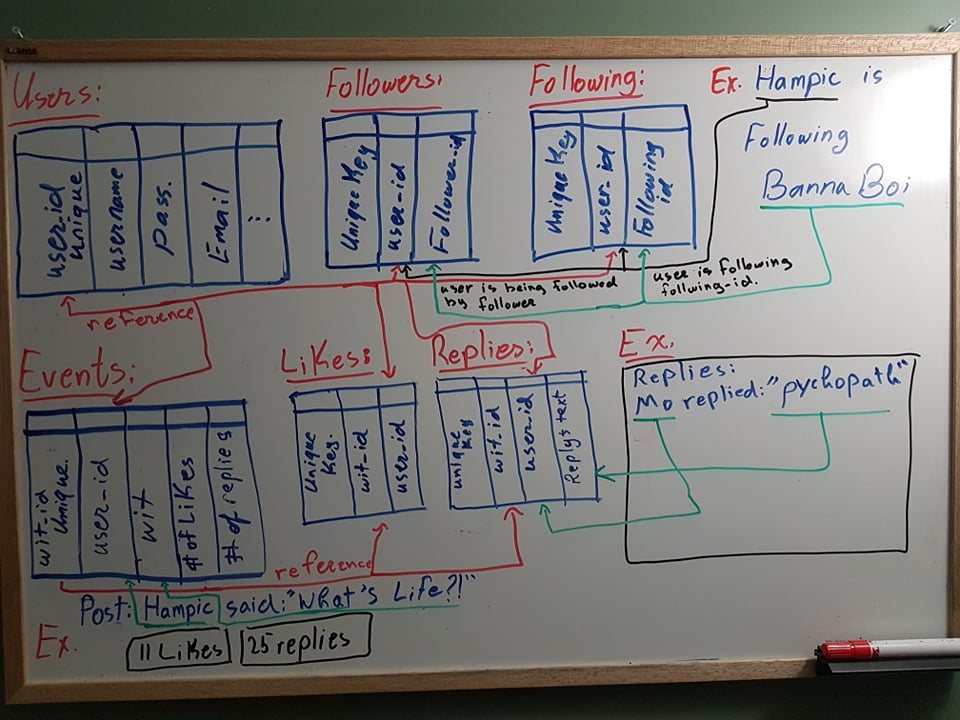 Users:
user_id unique
username
pass.
Email
...
Followers:
Unique Key
user-id
Follower-id
Following:
Unique Key
user id
Following id
Ex. Hampic is
Following
Banna Boi
user is being followed
by follower
user is following
following-id.
reference
Events:
wit-id Unique.
user-id
wit
# of Likes
# of replies
Likes:
Unique Key.
wit-id
user-id
Replies:
unique Key
wit.id
user.id
Replys text
Ex.
Replies:
Mo replied: "pychopath"
reference
Post: Hampic said: "What's Life?!"
Ex.
11 Likes
25 replies